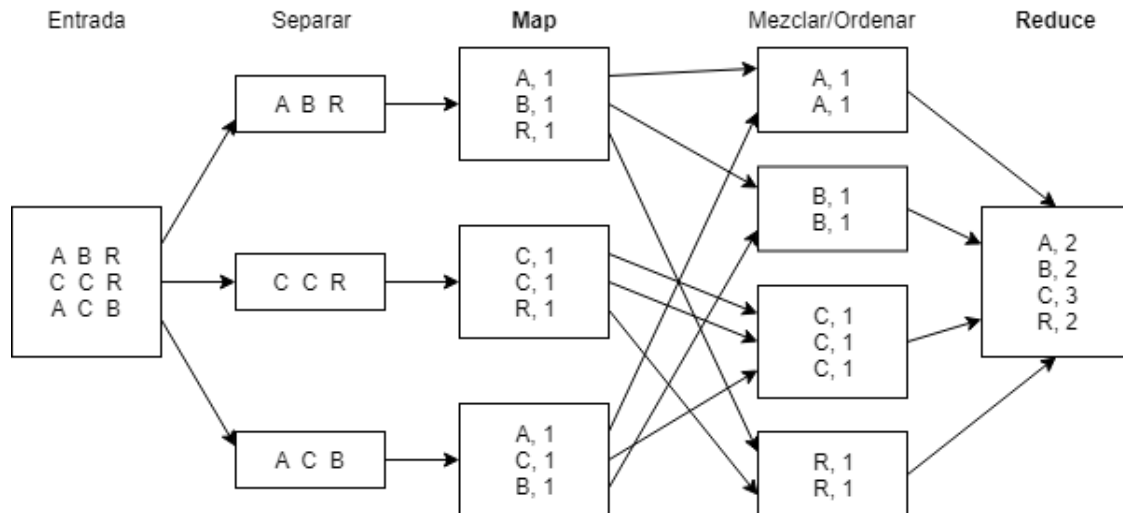 Entrada
Separar
Map
Mezclar/Ordenar
Reduce
A B R
C C R
A C B
A B R
C C R
A C B
A, 1
B, 1
R, 1
C, 1
C, 1
R, 1
A, 1
C, 1
B, 1
A, 1
A, 1
B, 1
B, 1
C, 1
C, 1
C, 1
R, 1
R, 1
A, 2
B, 2
C, 3
R, 2